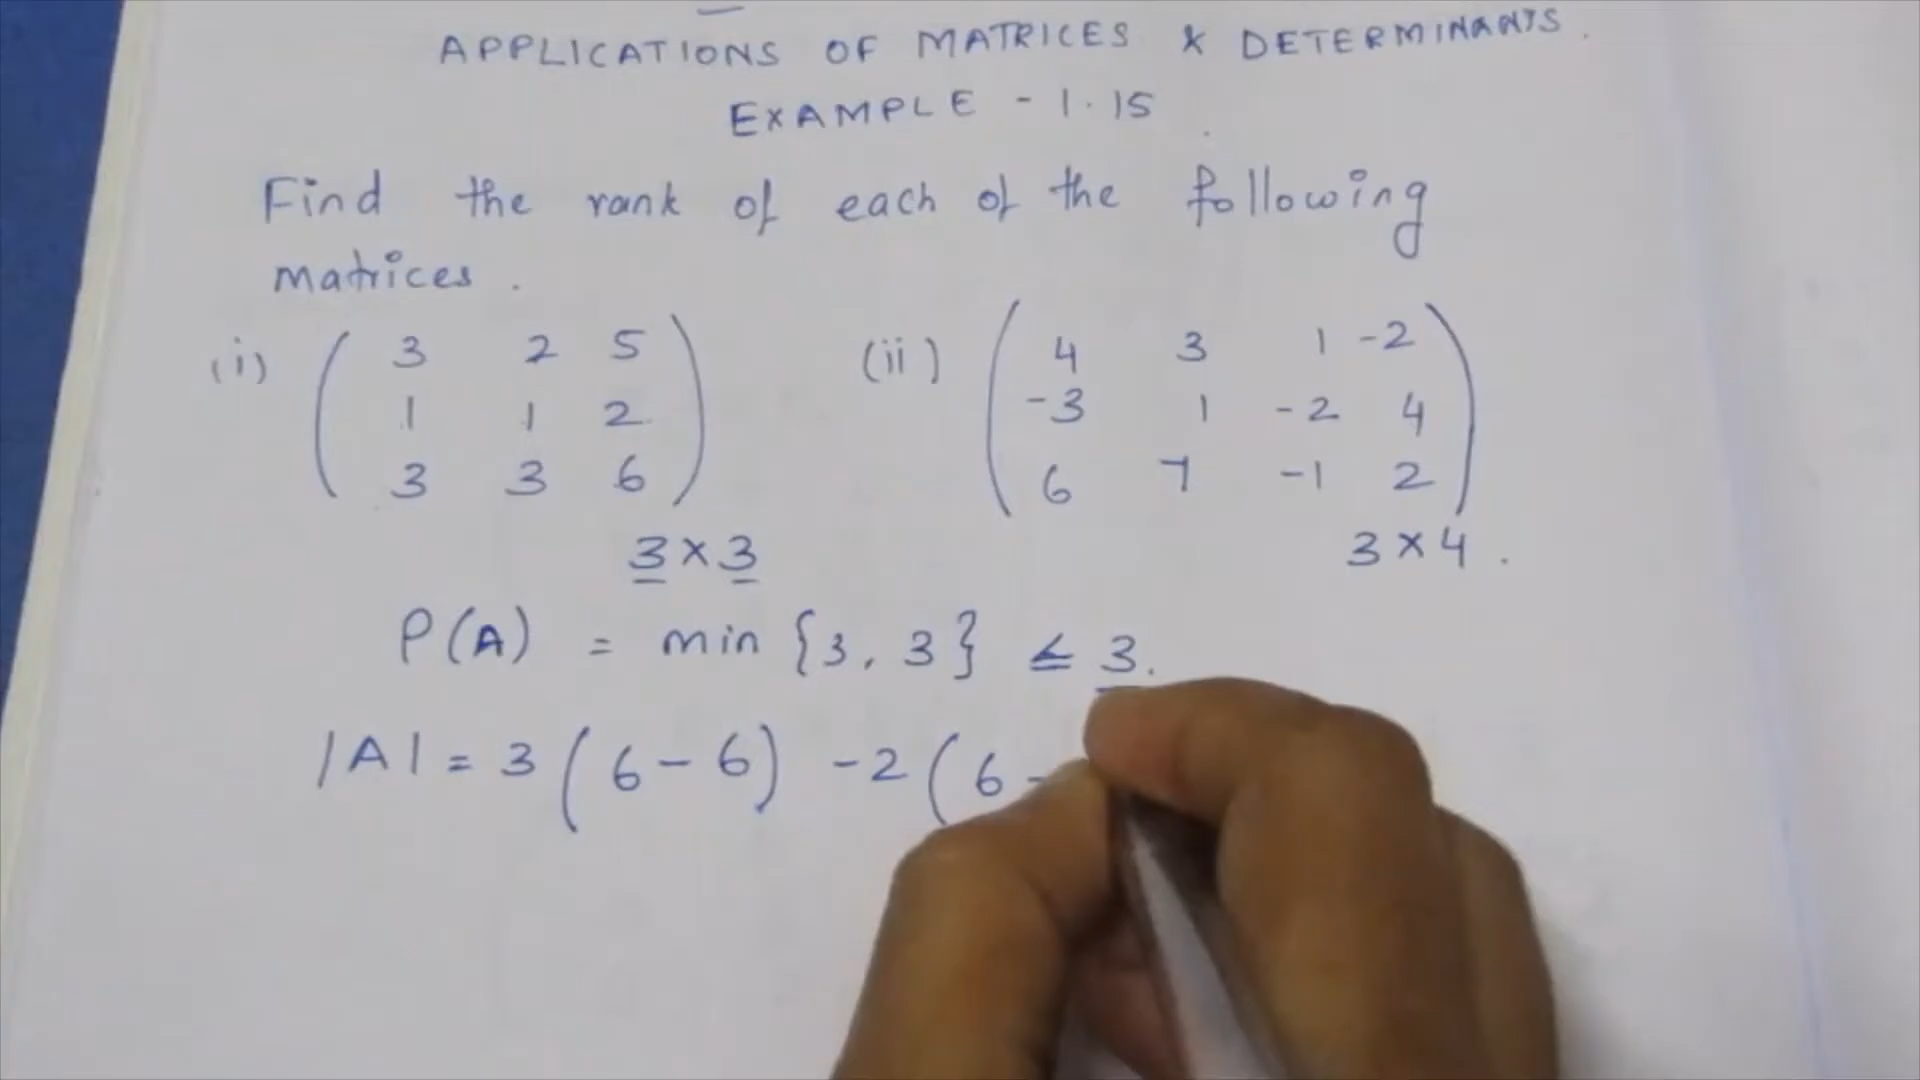 APPLICATIONS OF MATRICES & DETERMINANTS.
EXAMPLE - 1.15
Find the rank of each of the following
matrices.
(i) ( 3 2 5 (ii) ( 4 3 1 -2
1 1 2 -3 1 -2 4
3 3 6 ) 6 7 -1 2 )
3×3 3×4.
ρ(A) = min {3, 3} ≤ 3.
|A| = 3(6-6) -2(6-